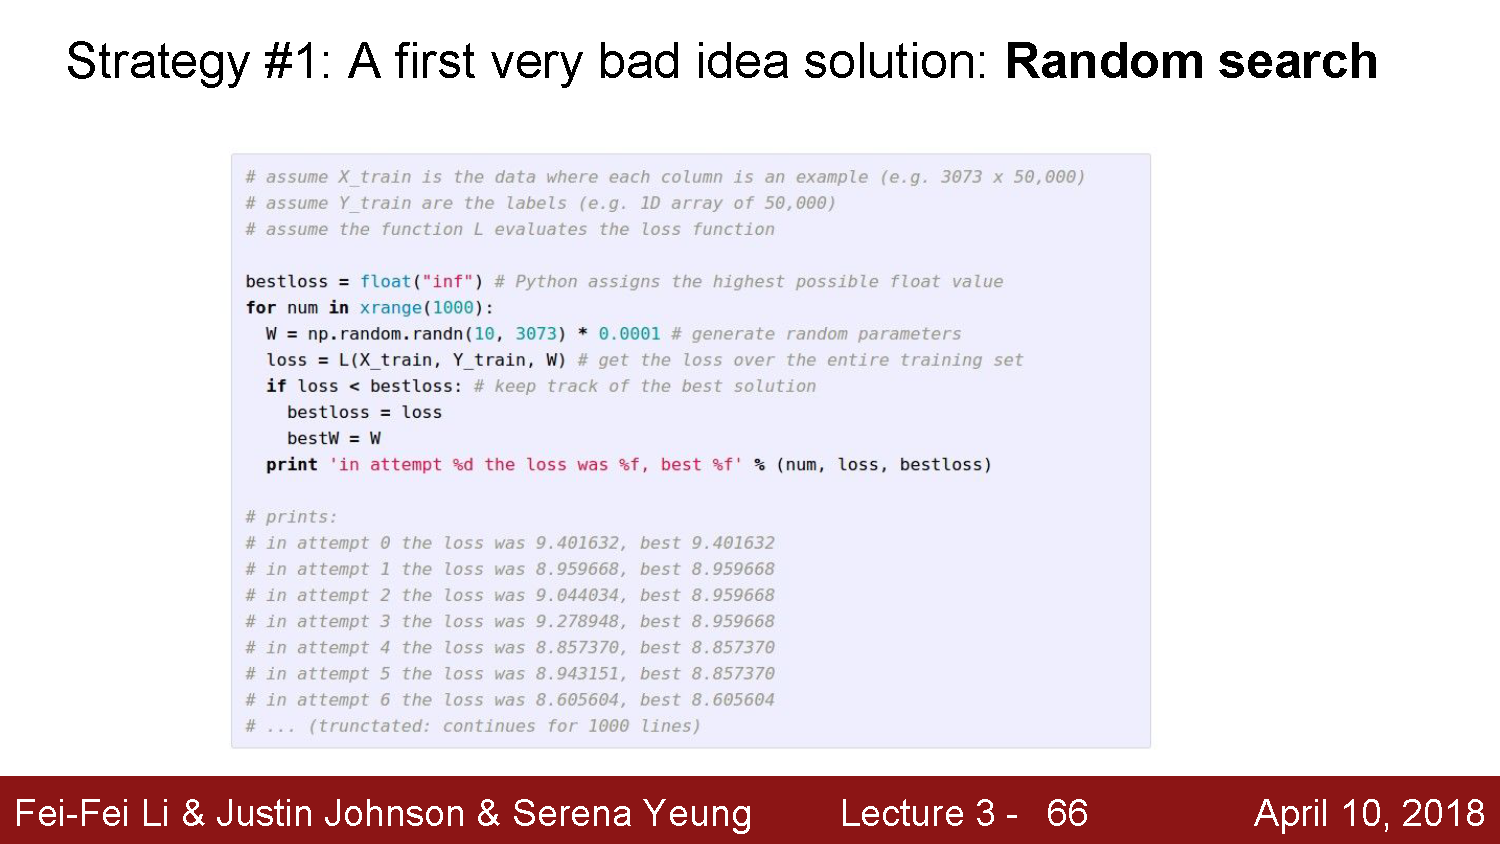 Strategy #1: A first very bad idea solution: Random search
# assume X_train is the data where each column is an example (e.g. 3073 x 50,000)
# assume Y_train are the labels (e.g. 1D array of 50,000)
# assume the function L evaluates the loss function
bestloss = float("inf") # Python assigns the highest possible float value
for num in xrange(1000):
  W = np.random.randn(10, 3073) * 0.0001 # generate random parameters
  loss = L(X_train, Y_train, W) # get the loss over the entire training set
  if loss < bestloss: # keep track of the best solution
    bestloss = loss
    bestW = W
  print 'in attempt %d the loss was %f, best %f' % (num, loss, bestloss)
# prints:
# in attempt 0 the loss was 9.401632, best 9.401632
# in attempt 1 the loss was 8.959668, best 8.959668
# in attempt 2 the loss was 9.044034, best 8.959668
# in attempt 3 the loss was 9.278948, best 8.959668
# in attempt 4 the loss was 8.857370, best 8.857370
# in attempt 5 the loss was 8.943151, best 8.857370
# in attempt 6 the loss was 8.605604, best 8.605604
# ... (trunctated: continues for 1000 lines)
Fei-Fei Li & Justin Johnson & Serena Yeung Lecture 3 - 66 April 10, 2018